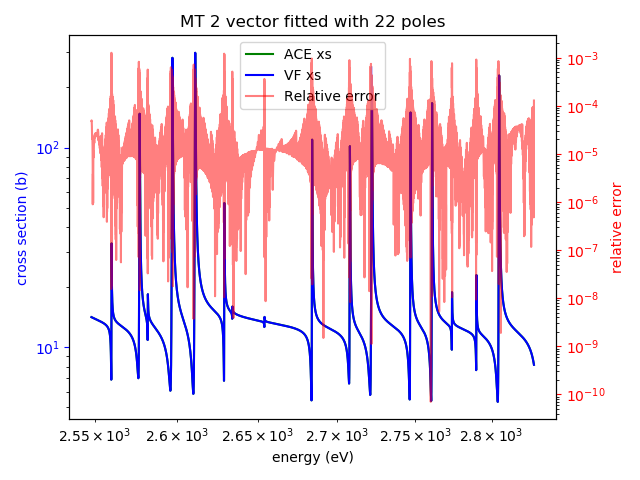 MT 2 vector fitted with 22 poles
ACE xs
VF xs
Relative error
cross section (b)
10²
10¹
relative error
10⁻³
10⁻⁴
10⁻⁵
10⁻⁶
10⁻⁷
10⁻⁸
10⁻⁹
10⁻¹⁰
2.55 × 10³ 2.6 × 10³ 2.65 × 10³ 2.7 × 10³ 2.75 × 10³ 2.8 × 10³
energy (eV)